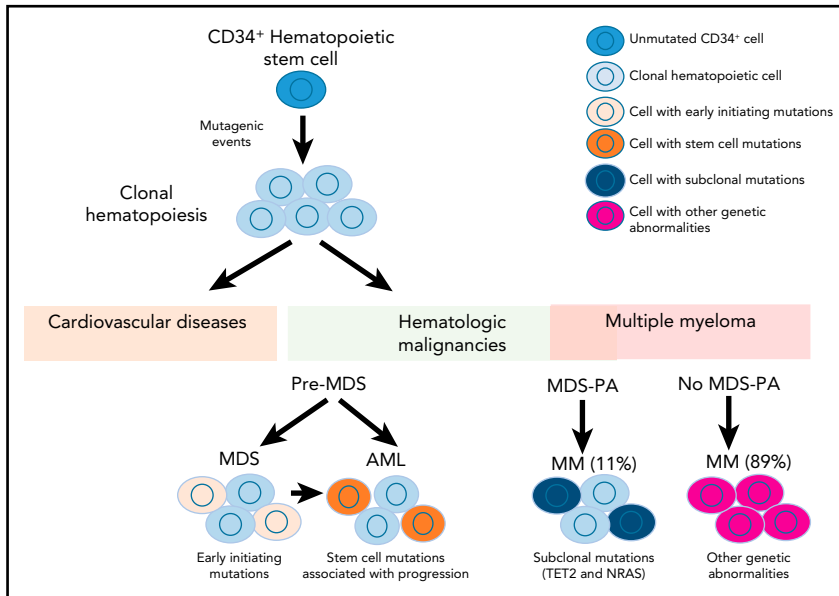 CD34+ Hematopoietic
stem cell
Mutagenic
events
Clonal
hematopoiesis
Unmutated CD34+ cell
Clonal hematopoietic cell
Cell with early initiating mutations
Cell with stem cell mutations
Cell with subclonal mutations
Cell with other genetic
abnormalities
Cardiovascular diseases
Hematologic
malignancies
Multiple myeloma
Pre-MDS
MDS-PA
No MDS-PA
MDS
AML
MM (11%)
MM (89%)
Early initiating
mutations
Stem cell mutations
associated with progression
Subclonal mutations
(TET2 and NRAS)
Other genetic
abnormalities